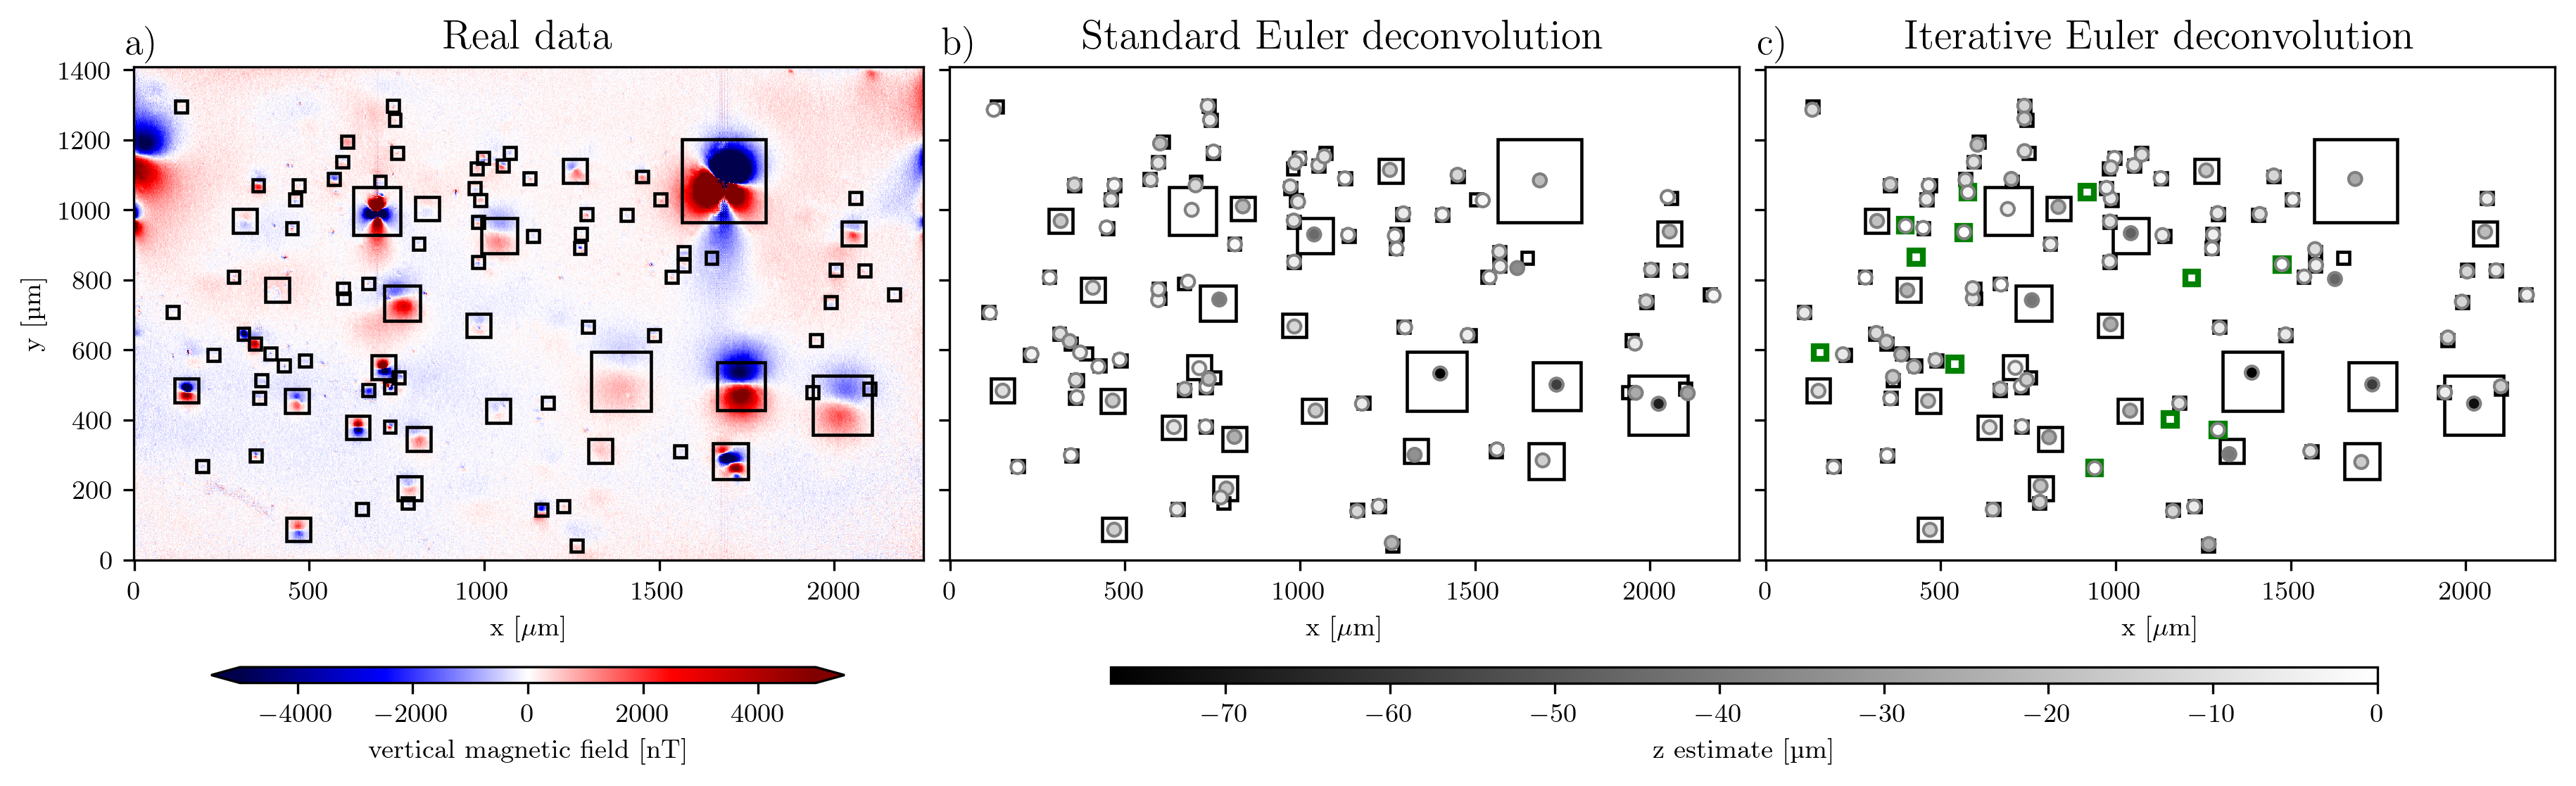 a) Real data b) Standard Euler deconvolution c) Iterative Euler deconvolution
1400
1200
1000
800
600
400
200
0
y [µm]
0 500 1000 1500 2000 0 500 1000 1500 2000 0 500 1000 1500 2000
x [µm] x [µm] x [µm]
−4000 −2000 0 2000 4000 −70 −60 −50 −40 −30 −20 −10 0
vertical magnetic field [nT] z estimate [µm]